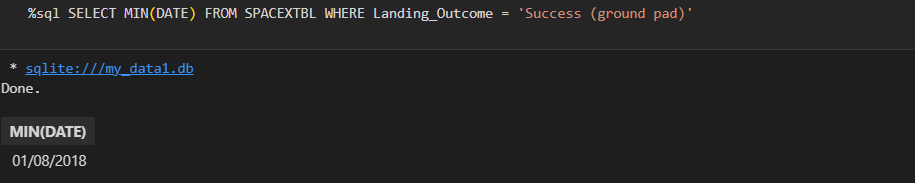 %sql SELECT MIN(DATE) FROM SPACEXTBL WHERE Landing_Outcome = 'Success (ground pad)'
* sqlite:///my_data1.db
Done.
MIN(DATE)
01/08/2018